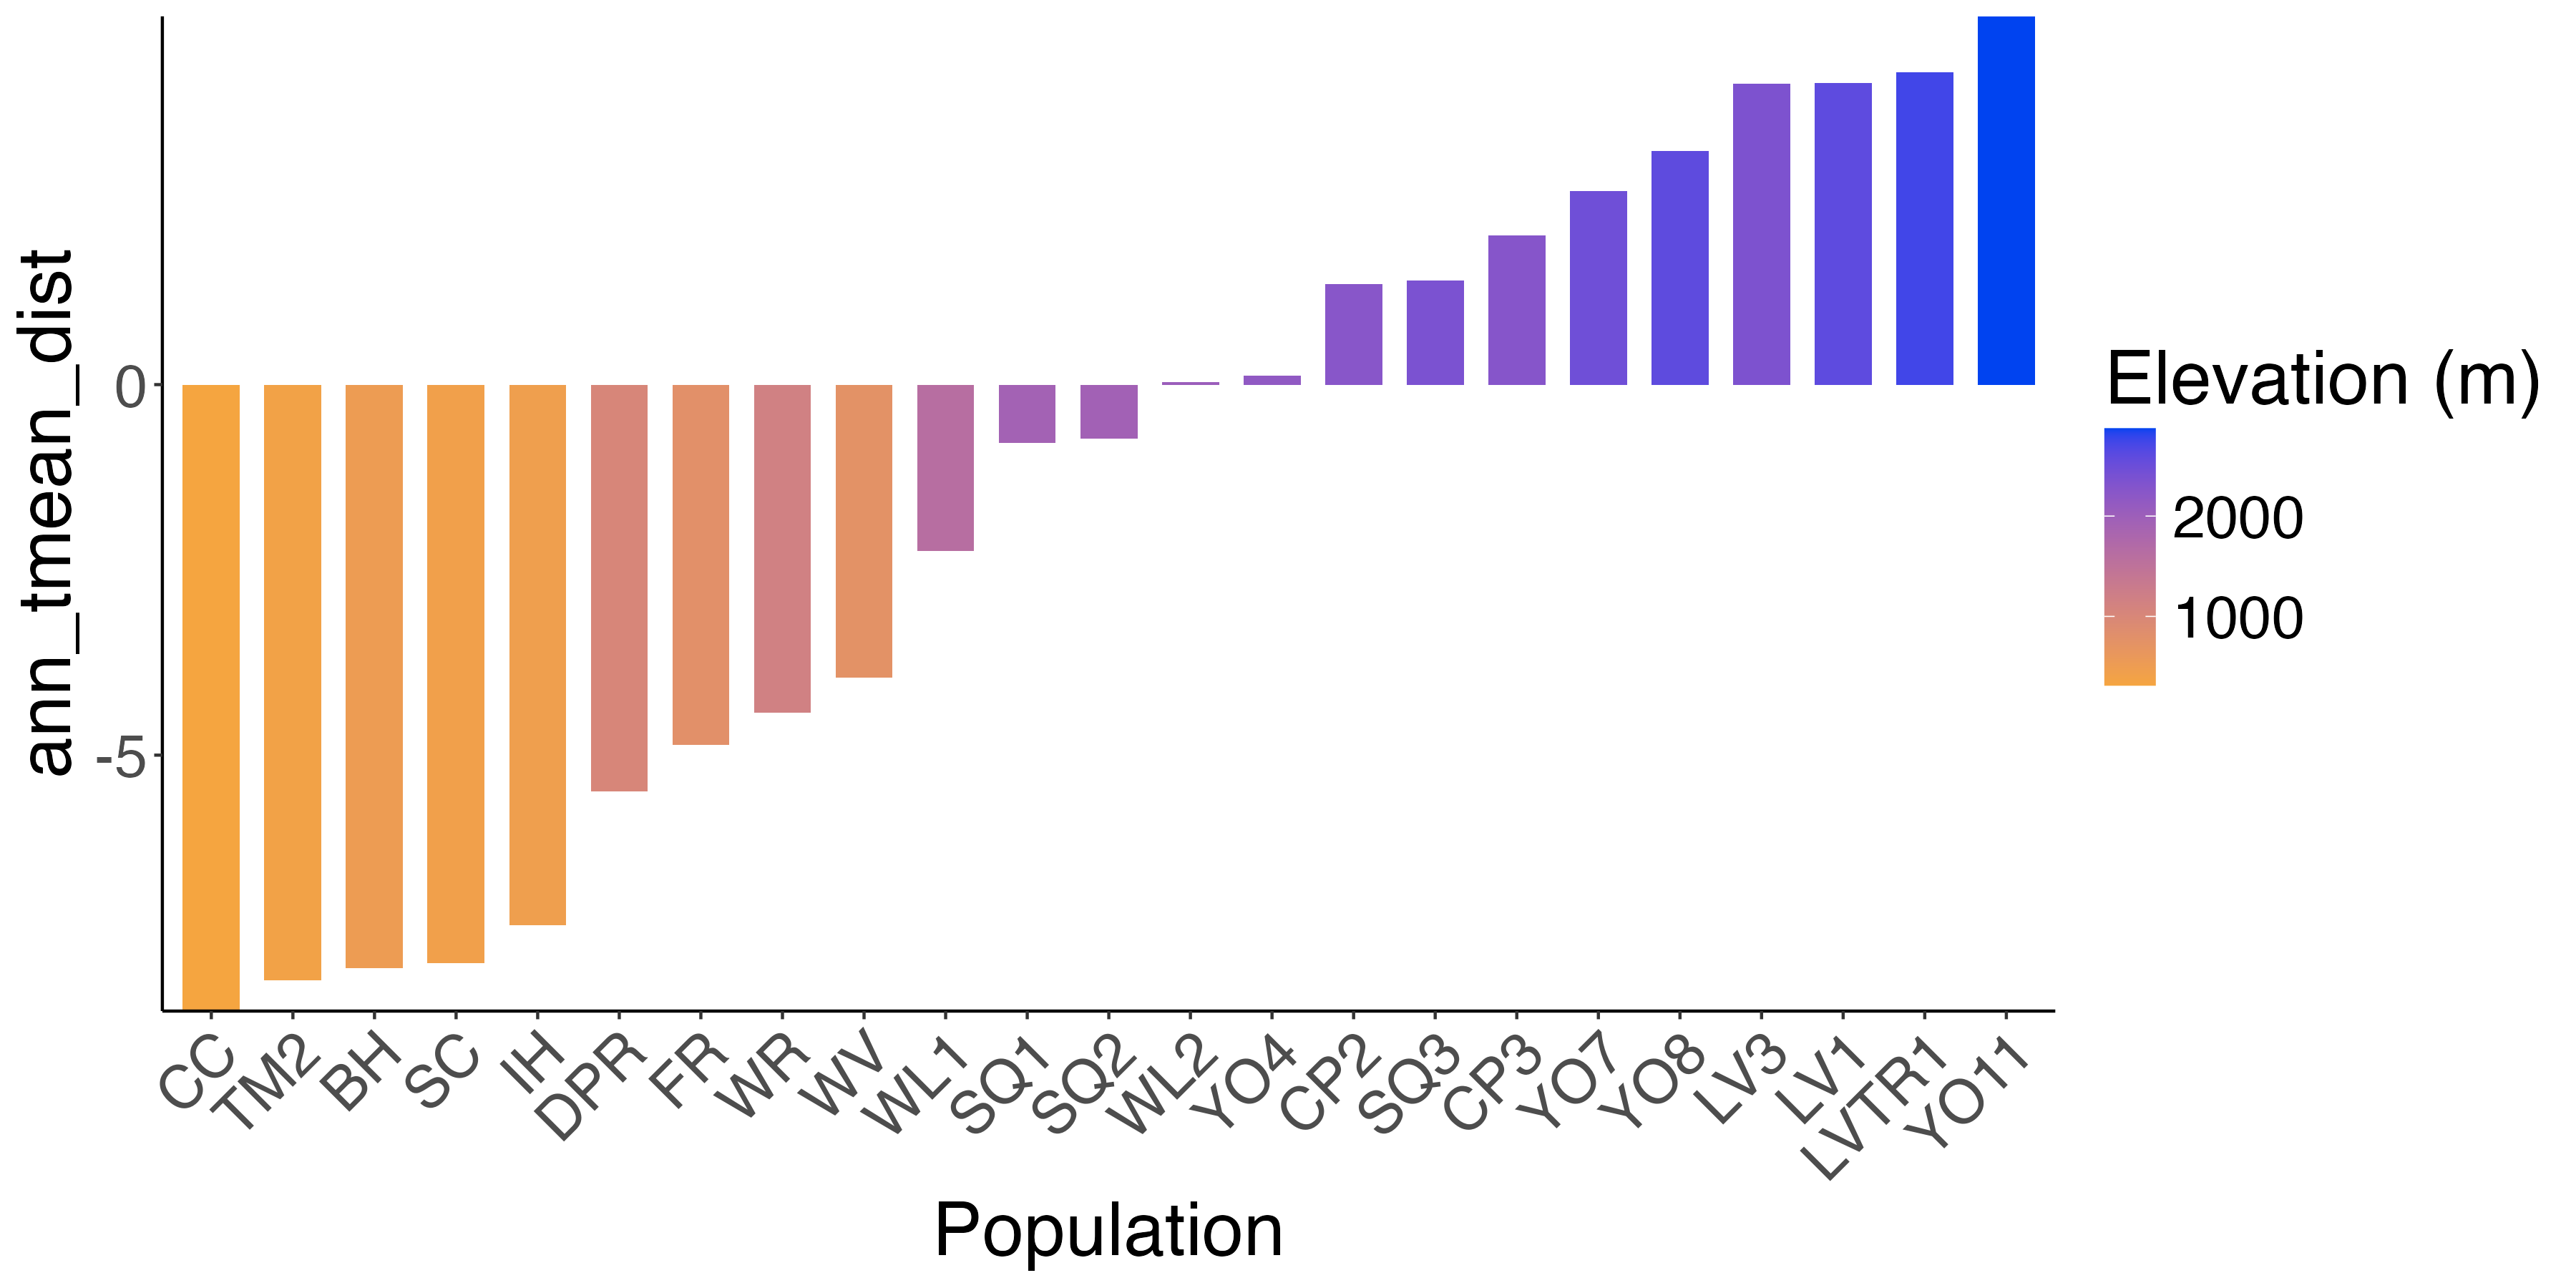 ann_tmean_dist
0
-5
CC
TM2
BH
SC
IH
DPR
FR
WR
WV
WL1
SQ1
SQ2
WL2
YO4
CP2
SQ3
CP3
YO7
YO8
LV3
LV1
LVTR1
YO11
Population
Elevation (m)
2000
1000